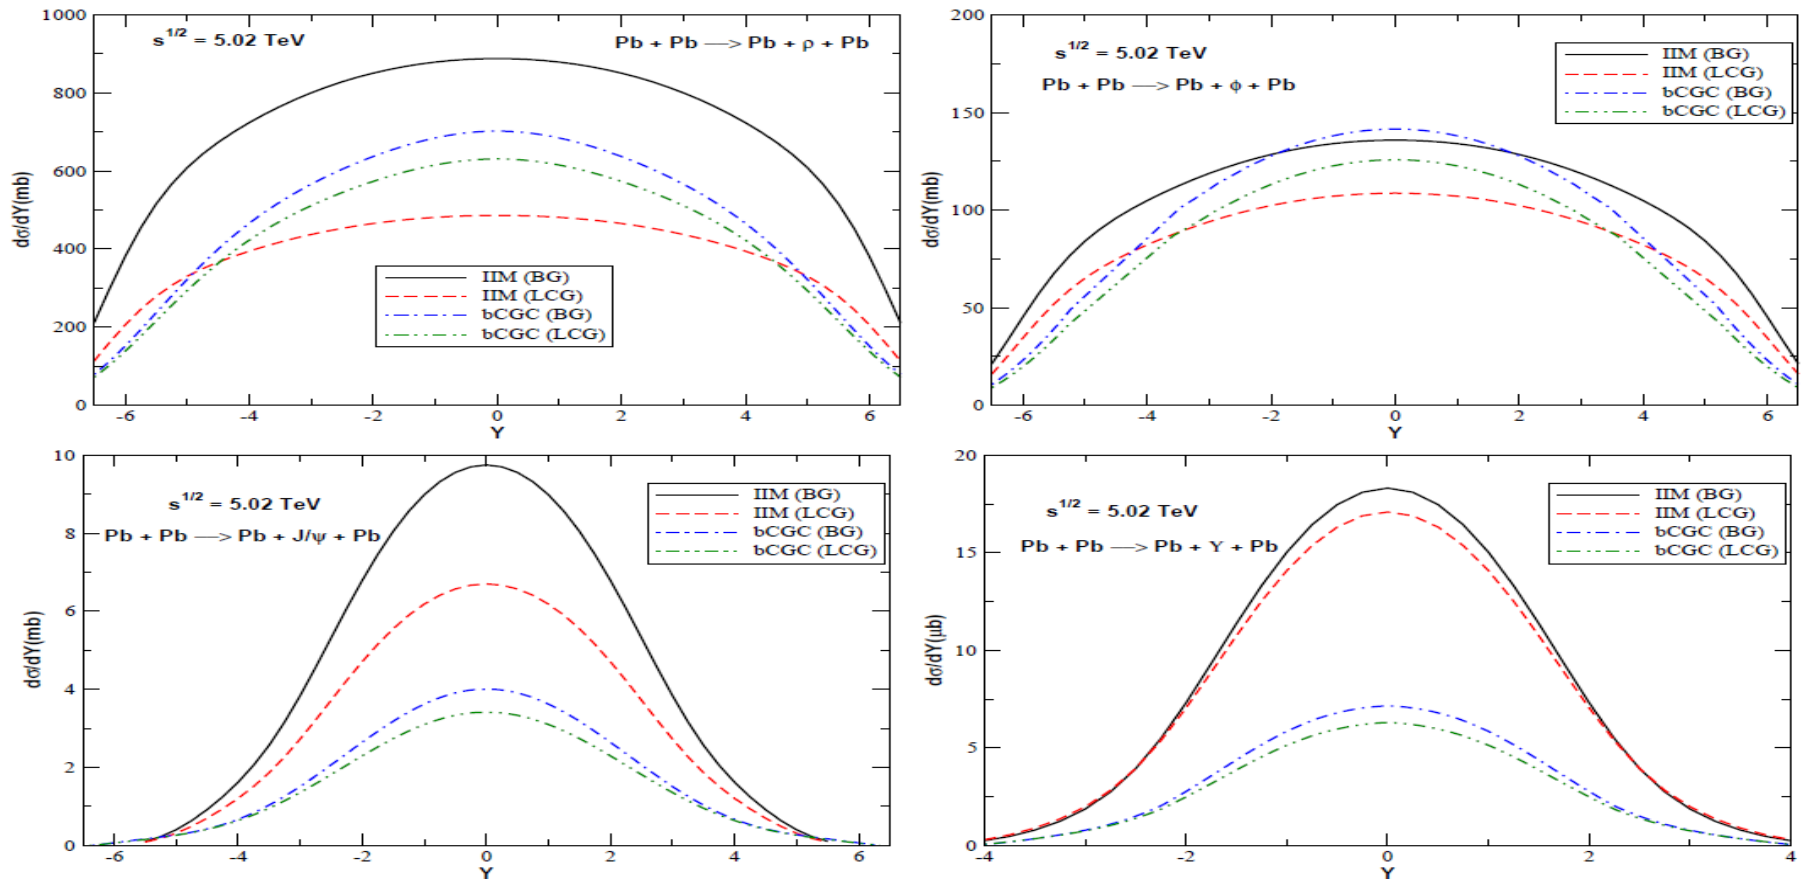 s^1/2 = 5.02 TeV
Pb + Pb —> Pb + ρ + Pb
1000
800
600
400
200
0
dσ/dY(mb)
IIM (BG)
IIM (LCG)
bCGC (BG)
bCGC (LCG)
-6 -4 -2 0 2 4 6
Y
s^1/2 = 5.02 TeV
Pb + Pb —> Pb + ϕ + Pb
IIM (BG)
IIM (LCG)
bCGC (BG)
bCGC (LCG)
200
150
100
50
0
dσ/dY(mb)
-6 -4 -2 0 2 4 6
Y
s^1/2 = 5.02 TeV
Pb + Pb —> Pb + J/ψ + Pb
IIM (BG)
IIM (LCG)
bCGC (BG)
bCGC (LCG)
10
8
6
4
2
0
dσ/dY(mb)
-6 -4 -2 0 2 4 6
Y
s^1/2 = 5.02 TeV
Pb + Pb —> Pb + Υ + Pb
IIM (BG)
IIM (LCG)
bCGC (BG)
bCGC (LCG)
20
15
10
5
0
dσ/dY(μb)
-4 -2 0 2 4
Y